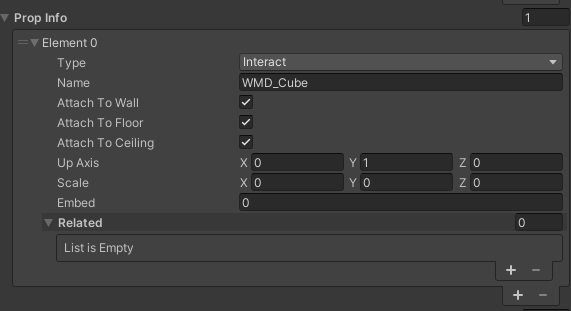 Prop Info 1
Element 0
Type Interact
Name WMD_Cube
Attach To Wall
Attach To Floor
Attach To Ceiling
Up Axis X 0 Y 1 Z 0
Scale X 0 Y 0 Z 0
Embed 0
Related 0
List is Empty
+ −
+ −